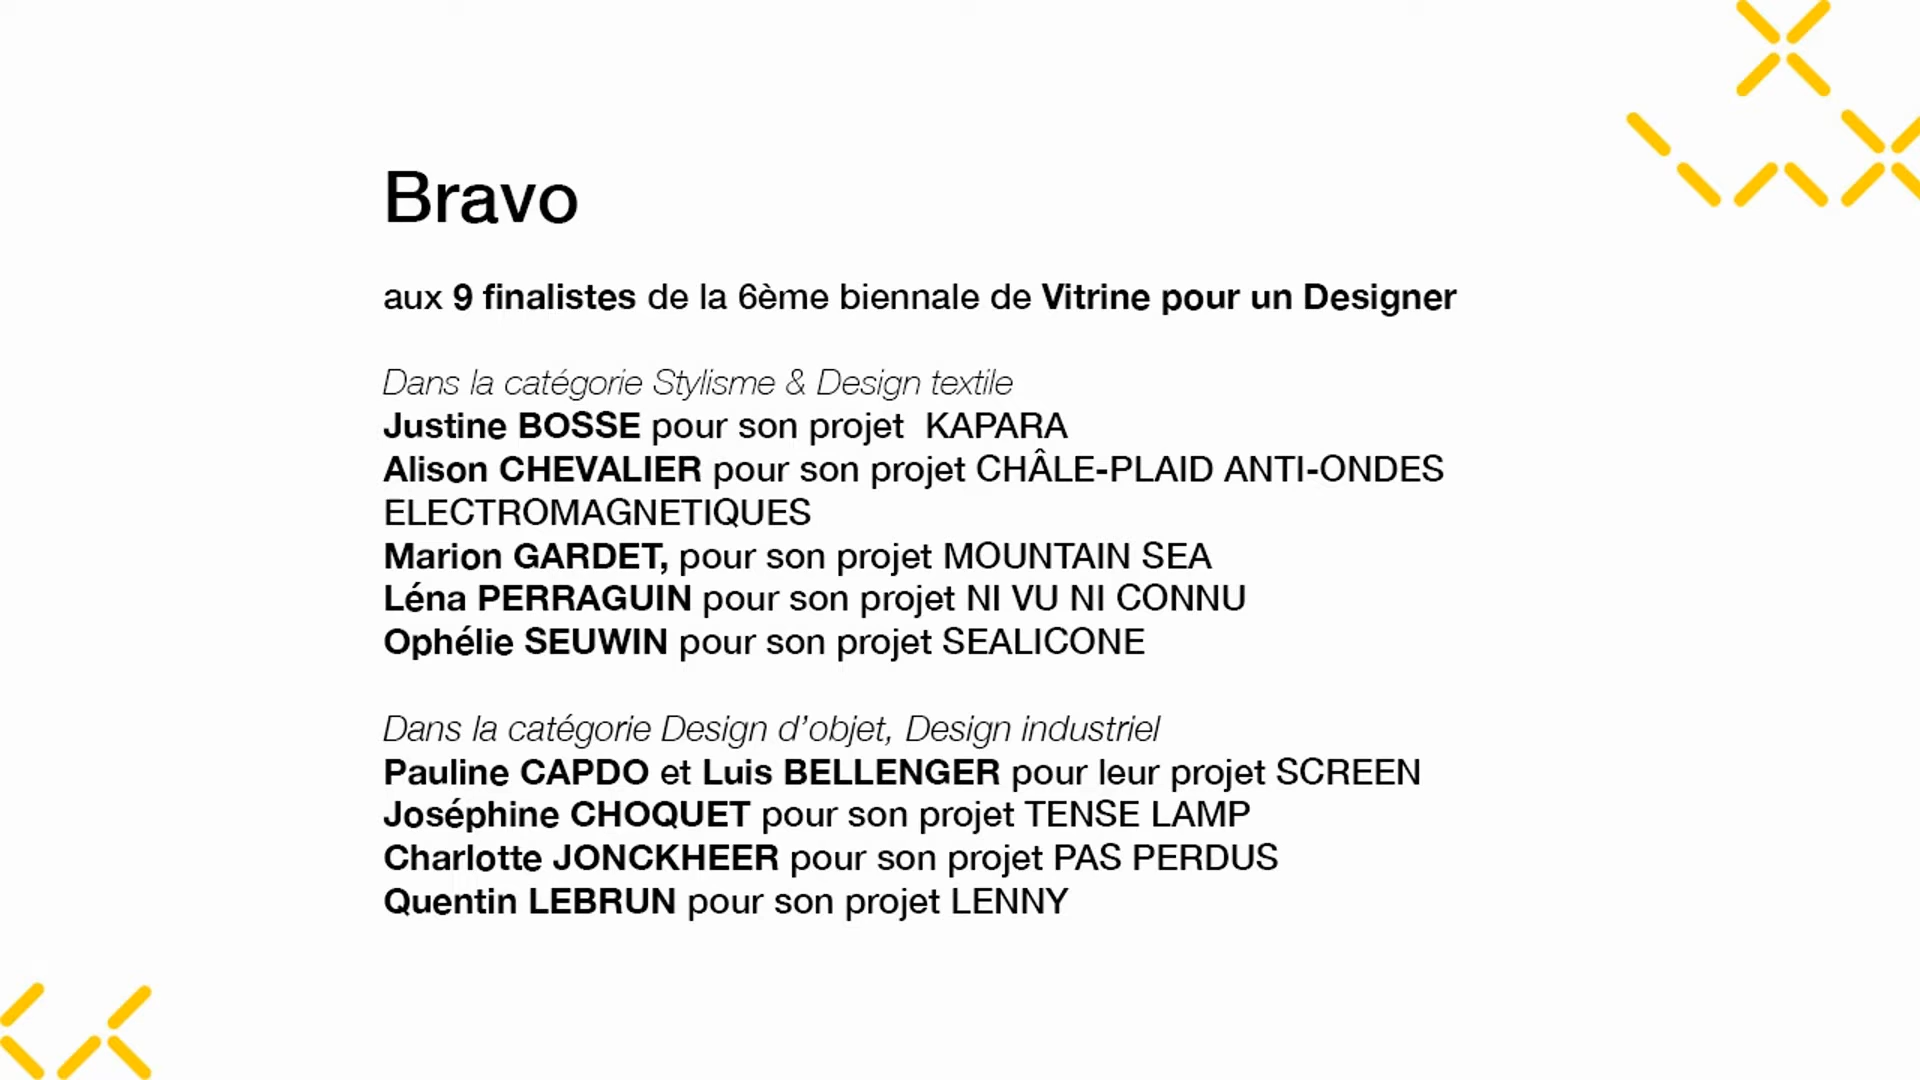 Bravo
aux 9 finalistes de la 6ème biennale de Vitrine pour un Designer
Dans la catégorie Stylisme & Design textile
Justine BOSSE pour son projet  KAPARA
Alison CHEVALIER pour son projet CHÂLE-PLAID ANTI-ONDES
ELECTROMAGNETIQUES
Marion GARDET, pour son projet MOUNTAIN SEA
Léna PERRAGUIN pour son projet NI VU NI CONNU
Ophélie SEUWIN pour son projet SEALICONE
Dans la catégorie Design d’objet, Design industriel
Pauline CAPDO et Luis BELLENGER pour leur projet SCREEN
Joséphine CHOQUET pour son projet TENSE LAMP
Charlotte JONCKHEER pour son projet PAS PERDUS
Quentin LEBRUN pour son projet LENNY